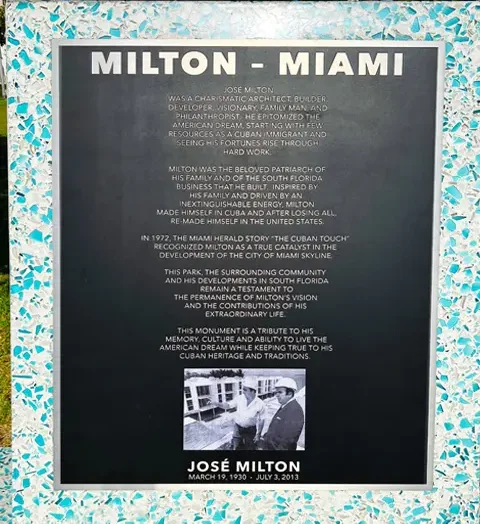 MILTON - MIAMI
JOSE MILTON
WAS A CHARISMATIC ARCHITECT, BUILDER,
DEVELOPER, VISIONARY, FAMILY MAN, AND
PHILANTHROPIST. HE EPITOMIZED THE
AMERICAN DREAM, STARTING WITH FEW
RESOURCES AS A CUBAN IMMIGRANT AND
SEEING HIS FORTUNES RISE THROUGH
HARD WORK.
MILTON WAS THE BELOVED PATRIARCH OF
HIS FAMILY AND OF THE SOUTH FLORIDA
BUSINESS THAT HE BUILT. INSPIRED BY
HIS FAMILY AND DRIVEN BY AN
INEXTINGUISHABLE ENERGY, MILTON
MADE HIMSELF IN CUBA AND AFTER LOSING ALL,
RE-MADE HIMSELF IN THE UNITED STATES.
IN 1972, THE MIAMI HERALD STORY "THE CUBAN TOUCH"
RECOGNIZED MILTON AS A TRUE CATALYST IN THE
DEVELOPMENT OF THE CITY OF MIAMI SKYLINE.
THIS PARK, THE SURROUNDING COMMUNITY
AND HIS DEVELOPMENTS IN SOUTH FLORIDA
REMAIN A TESTAMENT TO
THE PERMANENCE OF MILTON'S VISION
AND THE CONTRIBUTIONS OF HIS
EXTRAORDINARY LIFE.
THIS MONUMENT IS A TRIBUTE TO HIS
MEMORY, CULTURE AND ABILITY TO LIVE THE
AMERICAN DREAM WHILE KEEPING TRUE TO HIS
CUBAN HERITAGE AND TRADITIONS.
JOSÉ MILTON
MARCH 19, 1930 - JULY 3, 2013